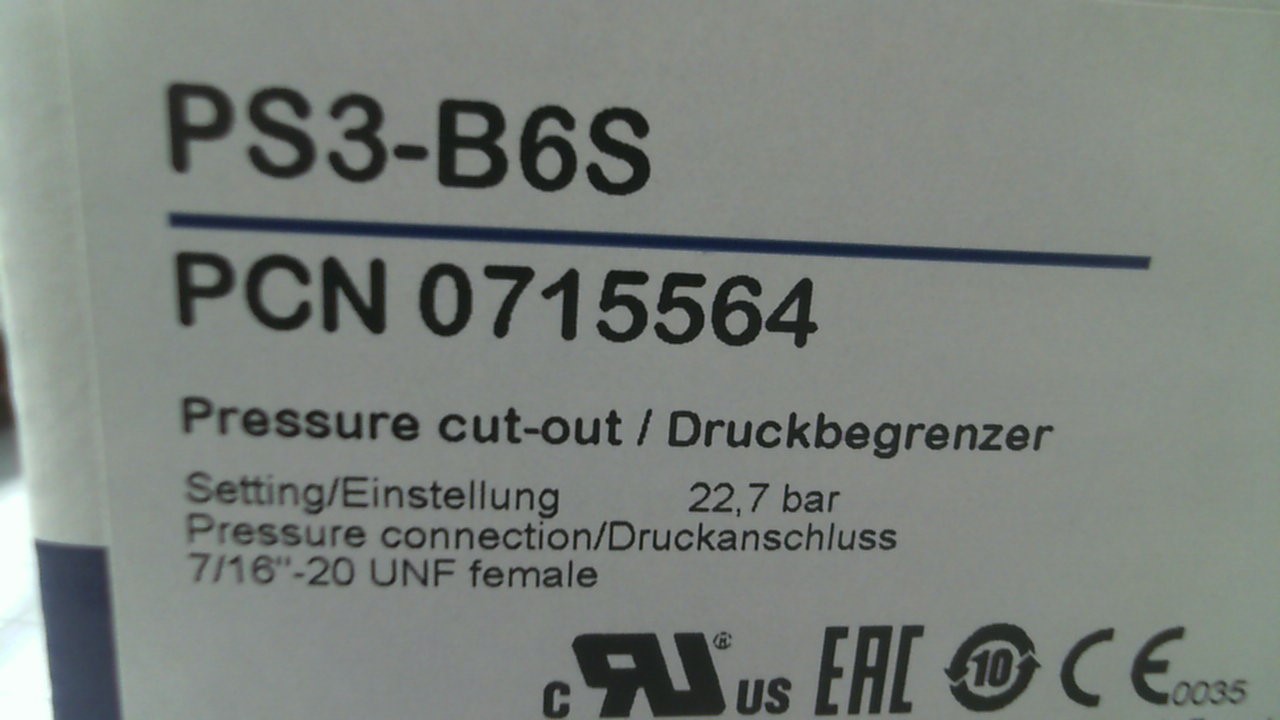 PS3-B6S
PCN 0715564
Pressure cut-out / Druckbegrenzer
Setting/Einstellung 22,7 bar
Pressure connection/Druckanschluss
7/16"-20 UNF female
c RU ® US EAC 10 CE 0035